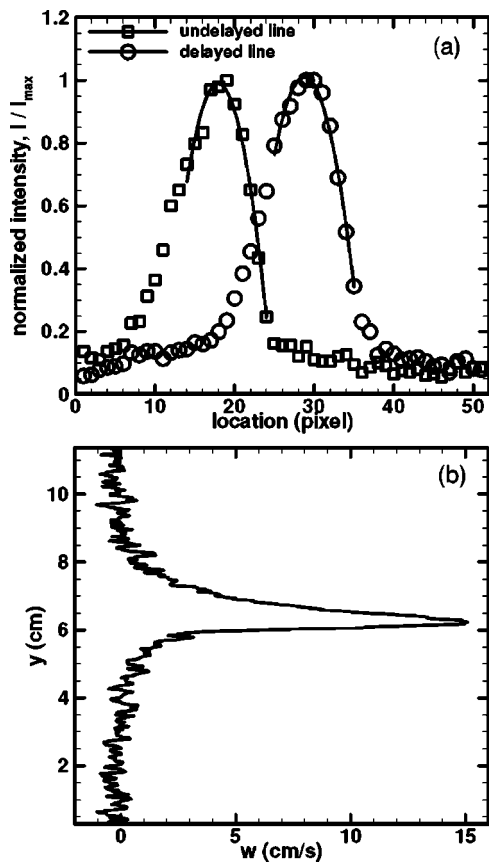 1.2
undelayed line
delayed line
(a)
1
0.8
0.6
0.4
0.2
0
normalized intensity, I / Imax
0
10
20
30
40
50
location (pixel)
(b)
10
8
6
4
2
y (cm)
0
5
10
15
w (cm/s)